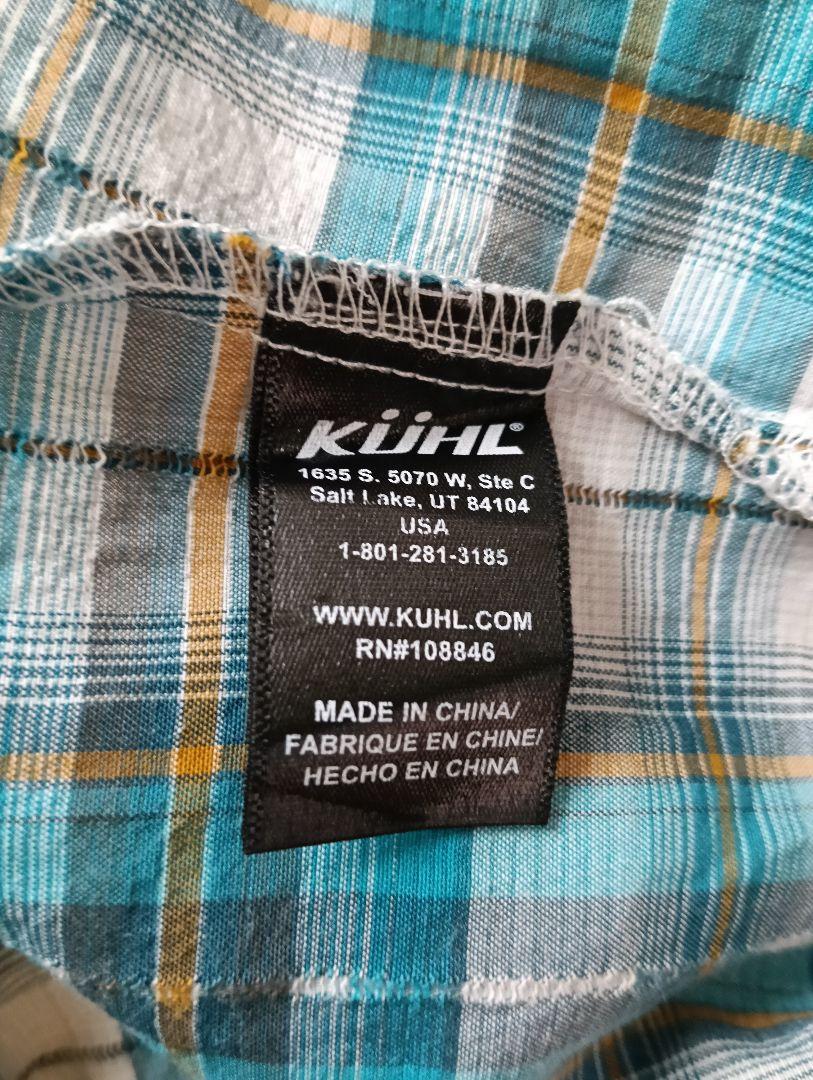 KÜHL®
1635 S. 5070 W, Ste C
Salt Lake, UT 84104
USA
1-801-281-3185
WWW.KUHL.COM
RN#108846
MADE IN CHINA/
FABRIQUE EN CHINE/
HECHO EN CHINA